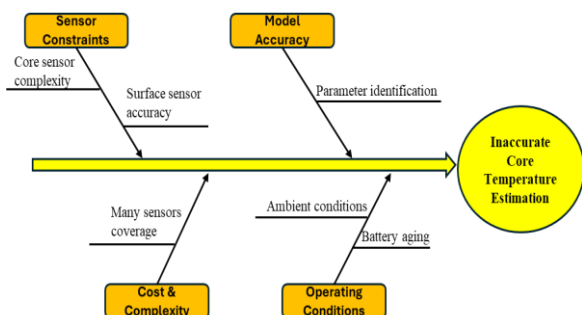 Sensor
Constraints
Model
Accuracy
Core sensor
complexity
Surface sensor
accuracy
Parameter identification
Inaccurate
Core
Temperature
Estimation
Many sensors
coverage
Ambient conditions
Battery aging
Cost &
Complexity
Operating
Conditions